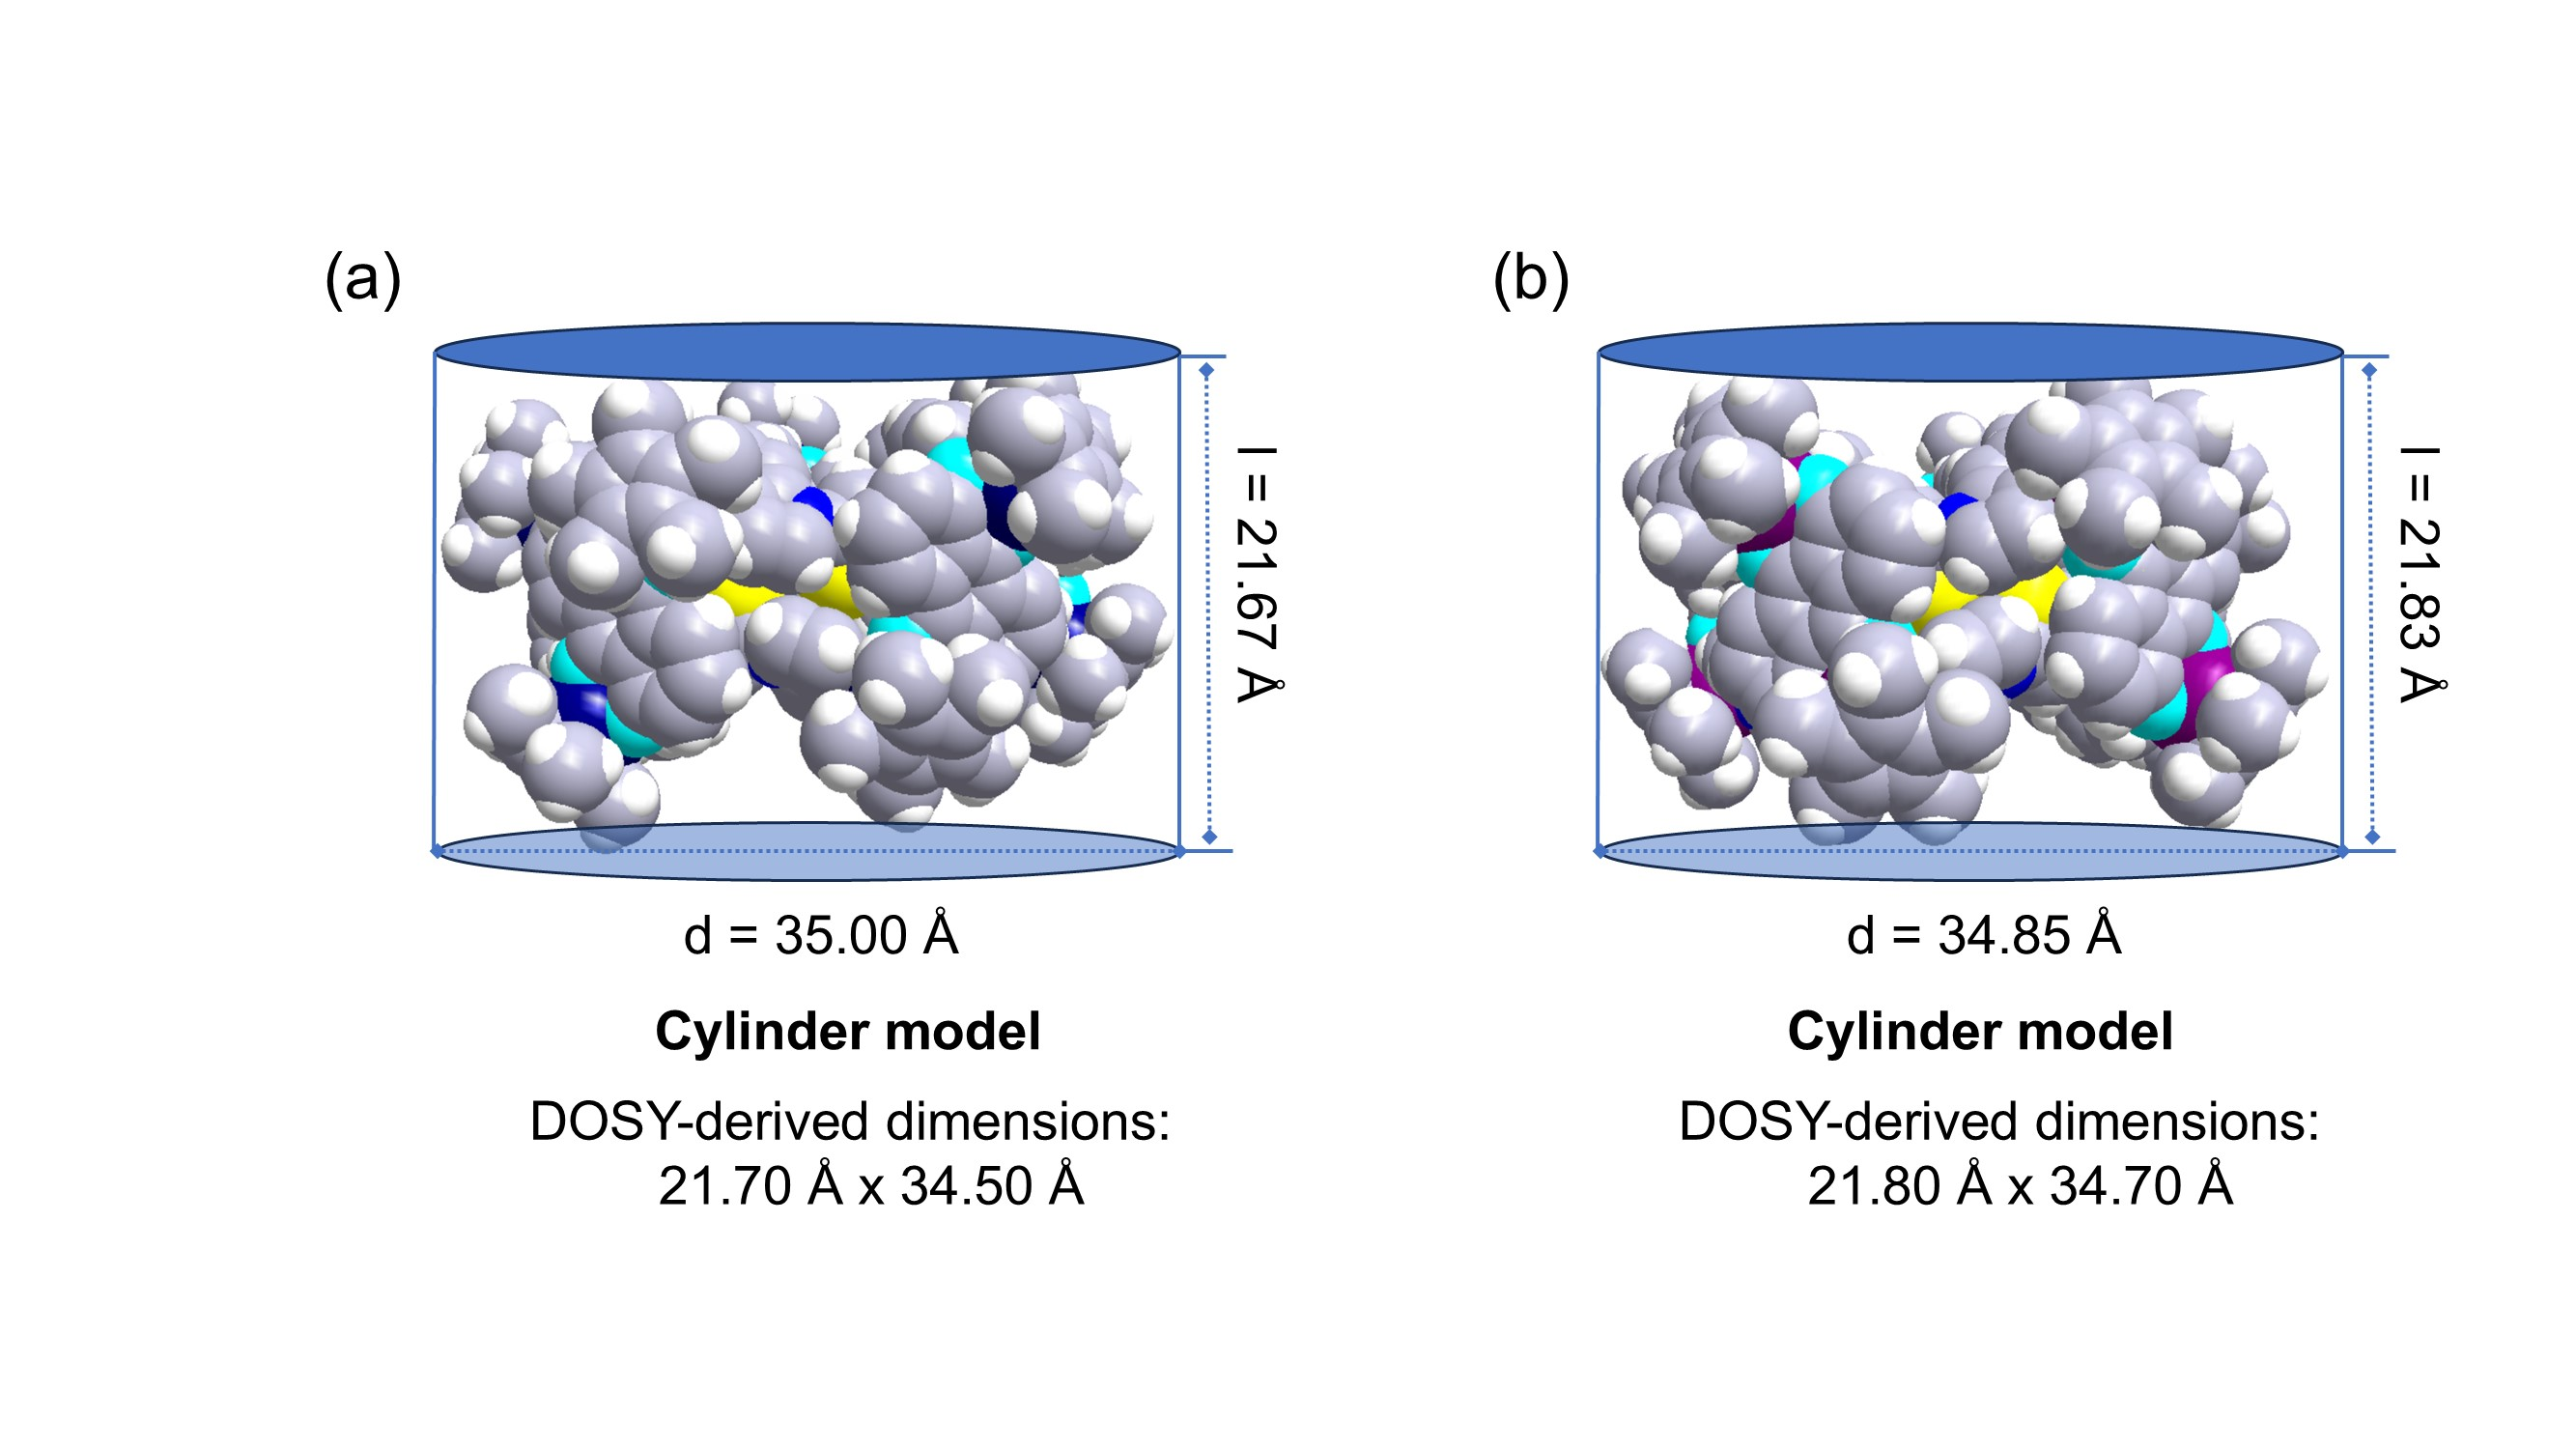 (a)
l = 21.67 Å
d = 35.00 Å
Cylinder model
DOSY-derived dimensions:
21.70 Å x 34.50 Å
(b)
l = 21.83 Å
d = 34.85 Å
Cylinder model
DOSY-derived dimensions:
21.80 Å x 34.70 Å